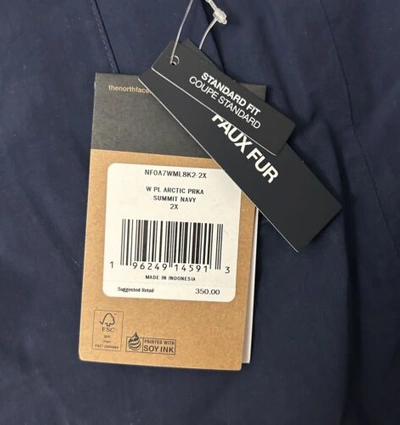 STANDARD FIT
COUPE STANDARD
FAUX FUR
thenorthface
NF0A7WML8K2-2X
W PL ARCTIC PRKA
SUMMIT NAVY
2X
1 96249 14591 3
MADE IN INDONESIA
Suggested Retail 350.00
FSC
PRINTED WITH
SOY INK